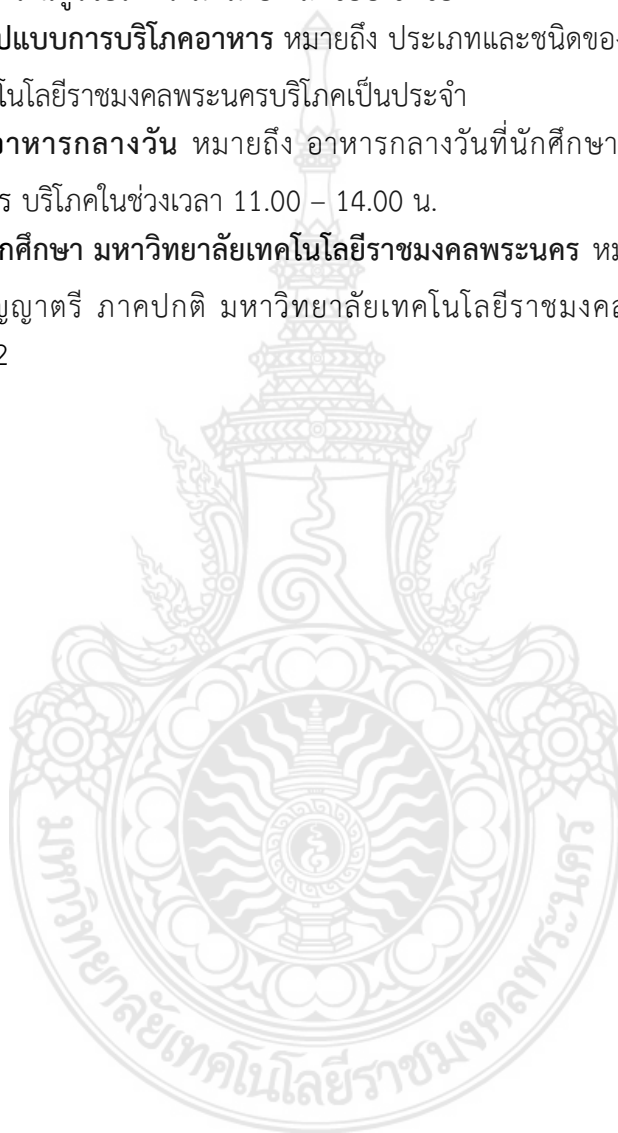 ปแบบการบริโภคอาหาร หมายถึง ประเภทและชนิดของ
โนโลยีราชมงคลพระนครบริโภคเป็นประจำ
อาหารกลางวัน หมายถึง อาหารกลางวันที่นักศึกษา
ร บริโภคในช่วงเวลา 11.00 – 14.00 น.
กศึกษา มหาวิทยาลัยเทคโนโลยีราชมงคลพระนคร หม
ญญาตรี ภาคปกติ มหาวิทยาลัยเทคโนโลยีราชมงคล
2
มหาวิทยาลัยเทคโนโลยีราชมงคลพระนคร